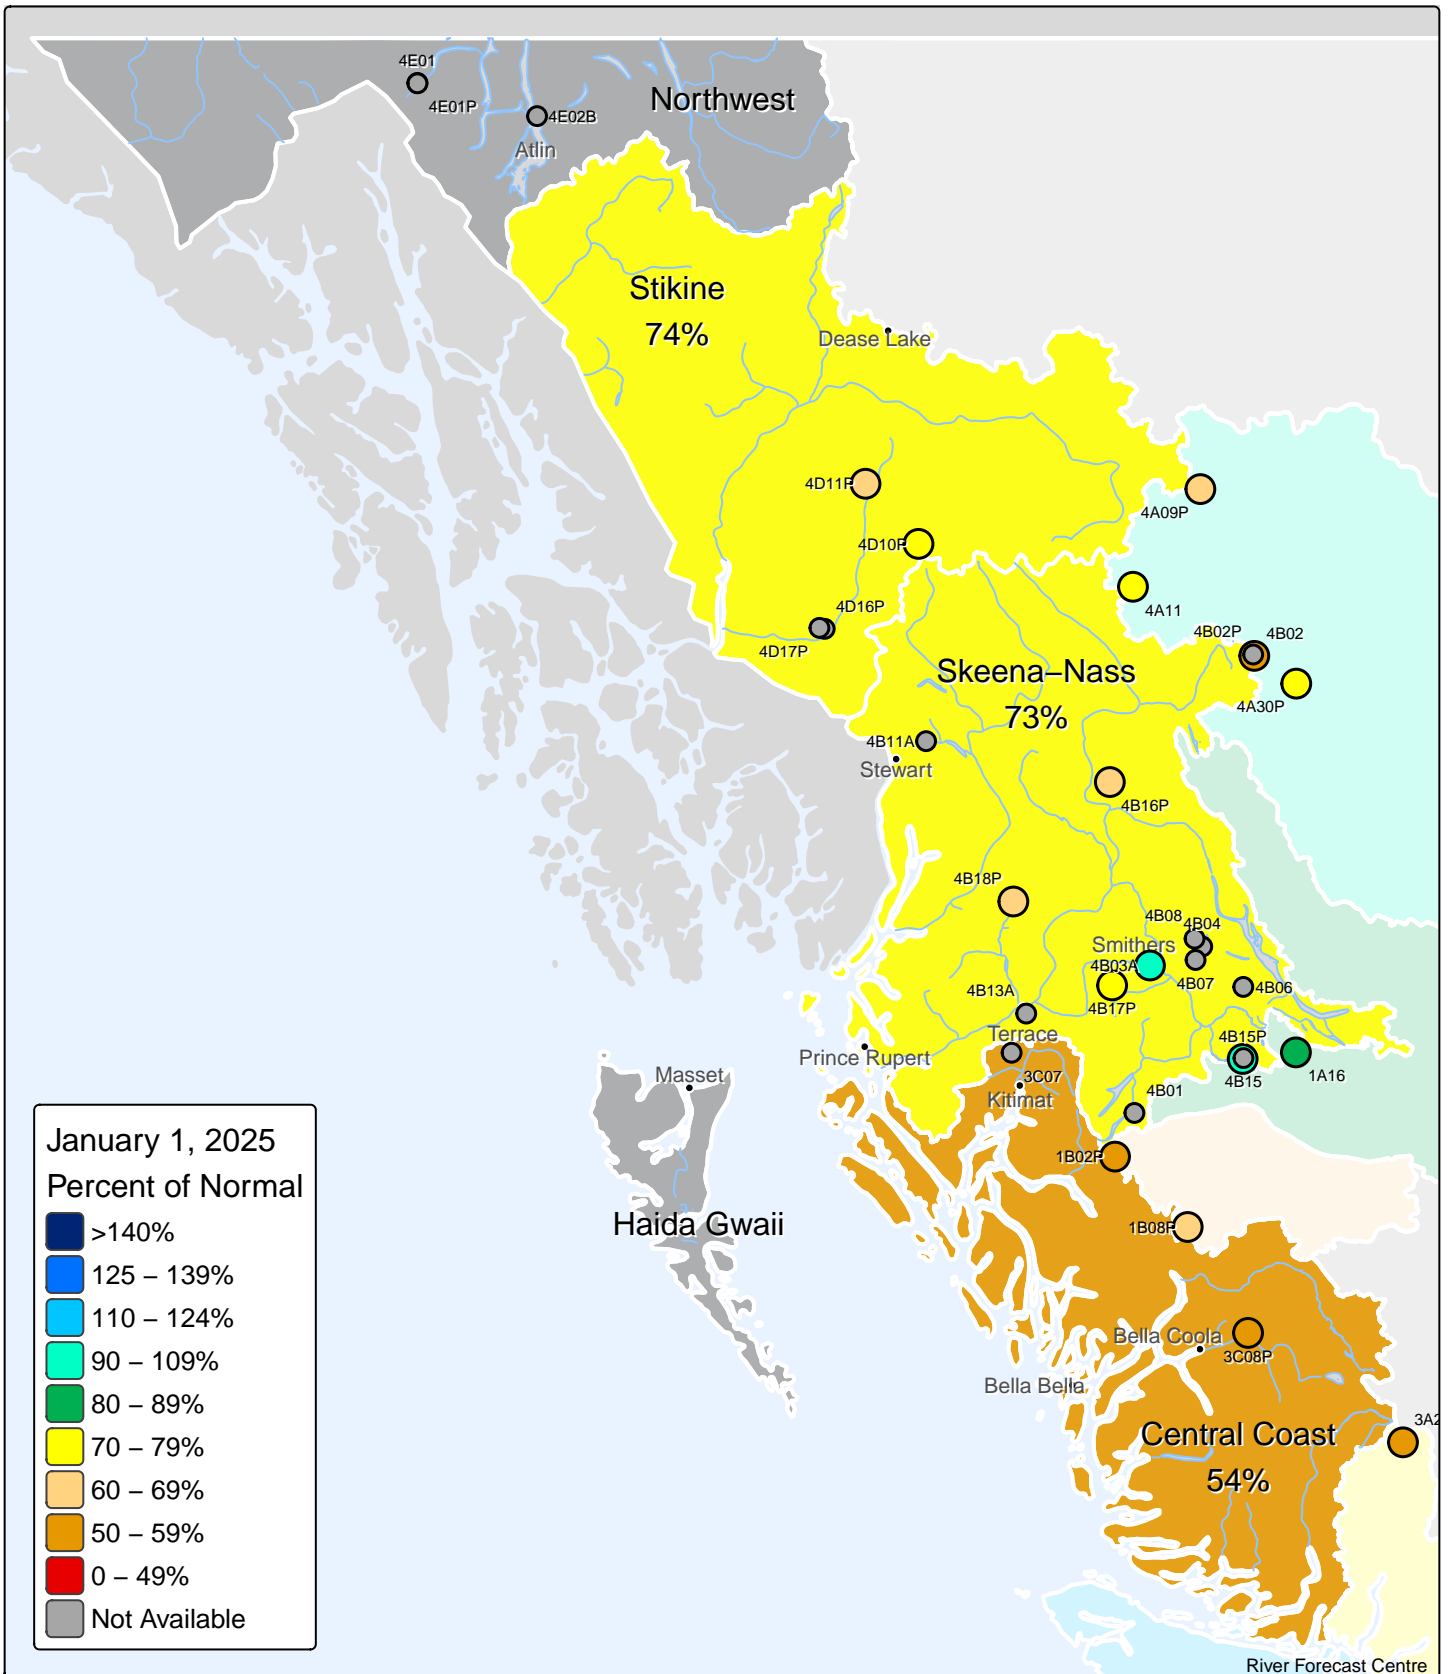 4E01
4E01P
4E02B
Atlin
Northwest
Stikine
74%
Dease Lake
4D11P
4A09P
4D10P
4A11
4D16P
4D17P
4B02P
4B02
Skeena–Nass
73%
4A30P
4B11A
Stewart
4B16P
4B18P
4B08
4B04
Smithers
4B03A
4B07
4B06
4B17P
4B13A
Terrace
4B15P
4B15
1A16
Prince Rupert
Masset
3C07
Kitimat
4B01
1B02P
Haida Gwaii
1B08P
Bella Coola
3C08P
Bella Bella
Central Coast
54%
3A2
January 1, 2025
Percent of Normal
>140%
125 – 139%
110 – 124%
90 – 109%
80 – 89%
70 – 79%
60 – 69%
50 – 59%
0 – 49%
Not Available
River Forecast Centre